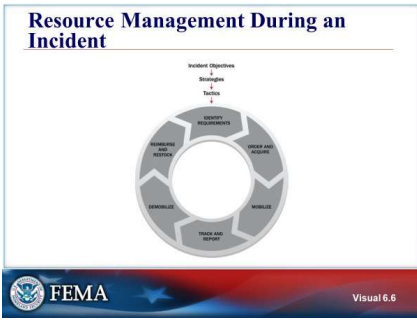 Resource Management During an
Incident
Incident Objectives
Strategies
Tactics
IDENTIFY
REQUIREMENTS
ORDER AND
ACQUIRE
MOBILIZE
TRACK AND
REPORT
DEMOBILIZE
REIMBURSE
AND
RESTOCK
FEMA
Visual 6.6